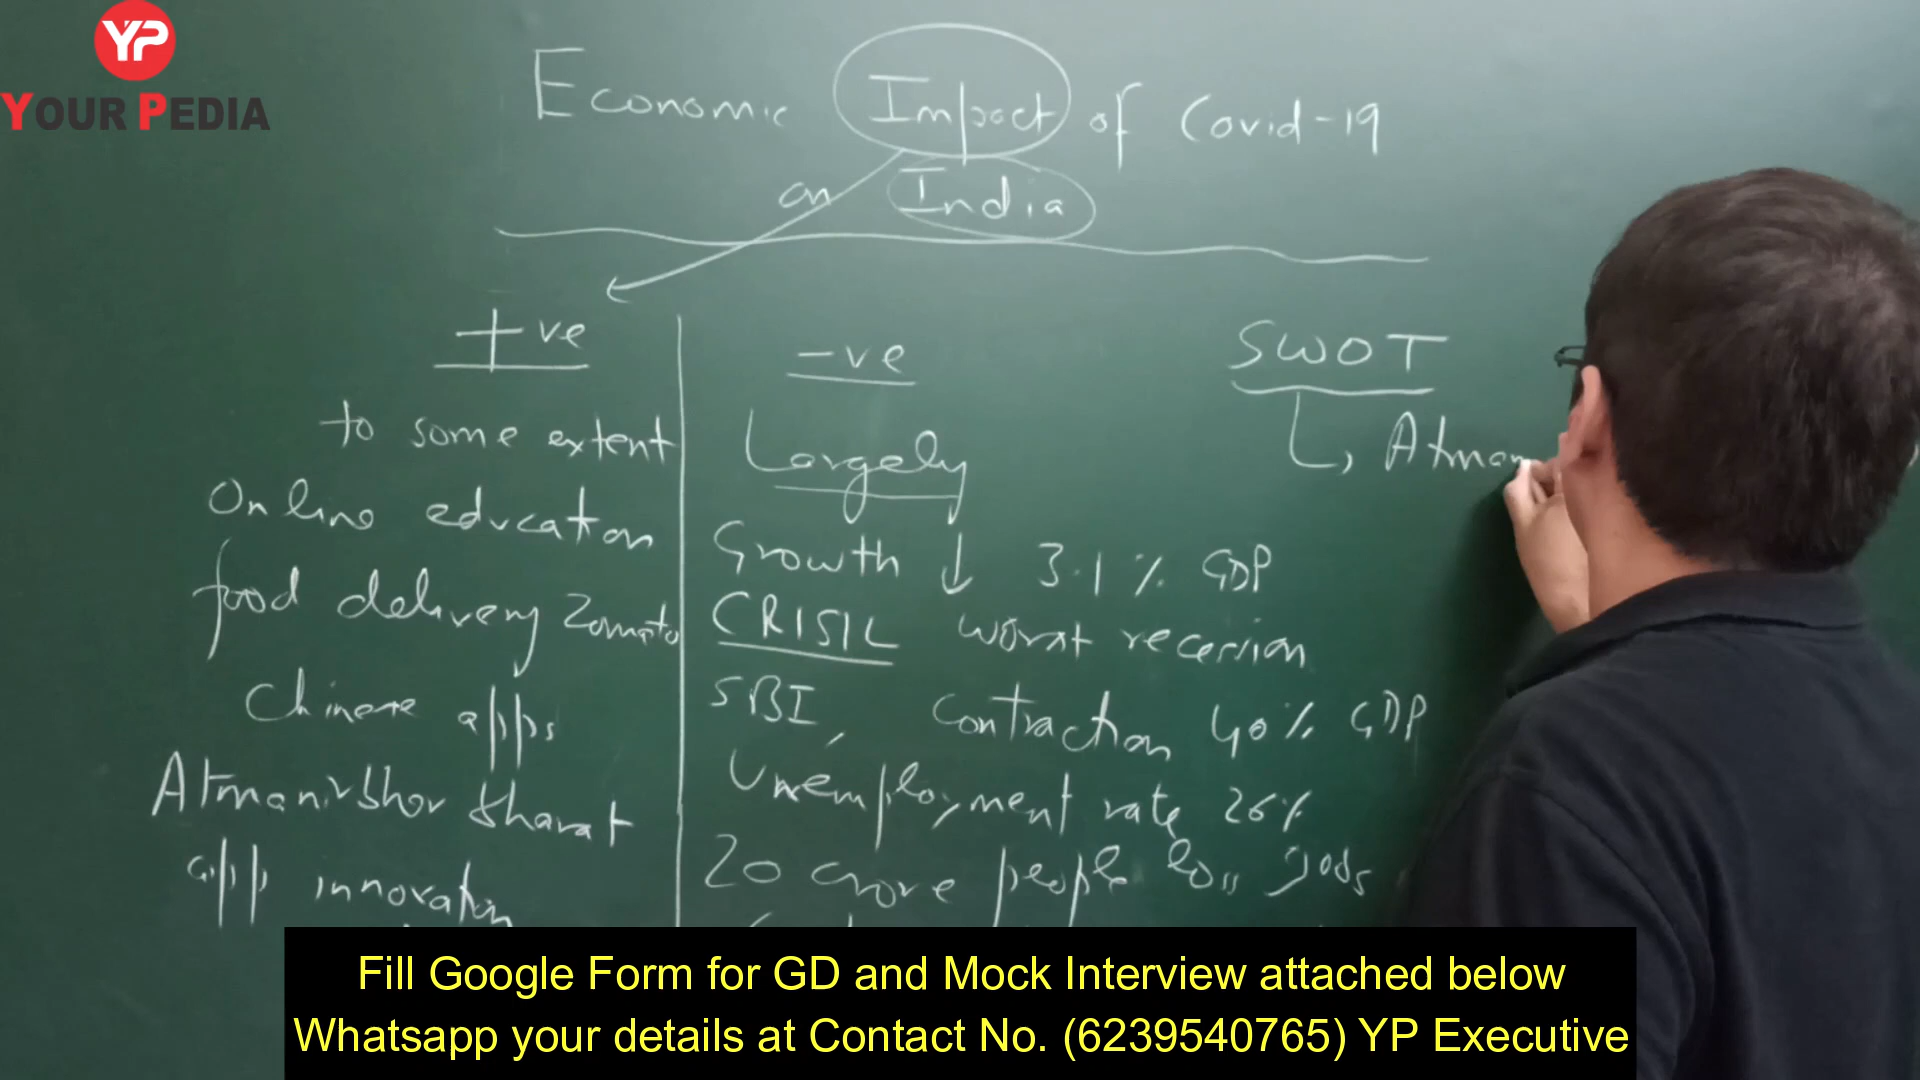 YP
YOUR PEDIA
Economic Impact of Covid-19
on India
+ve
to some extent
Online education
food delivery Zomato
Chinese apps
Atmanirbhar Bharat
app innovation
-ve
Largely
Growth ↓ 3.1 % GDP
CRISIL worst recession
SBI, Contraction 40% GDP
Unemployment rate 26%
20 crore people loss jobs
SWOT
Atman
Fill Google Form for GD and Mock Interview attached below
Whatsapp your details at Contact No. (6239540765) YP Executive